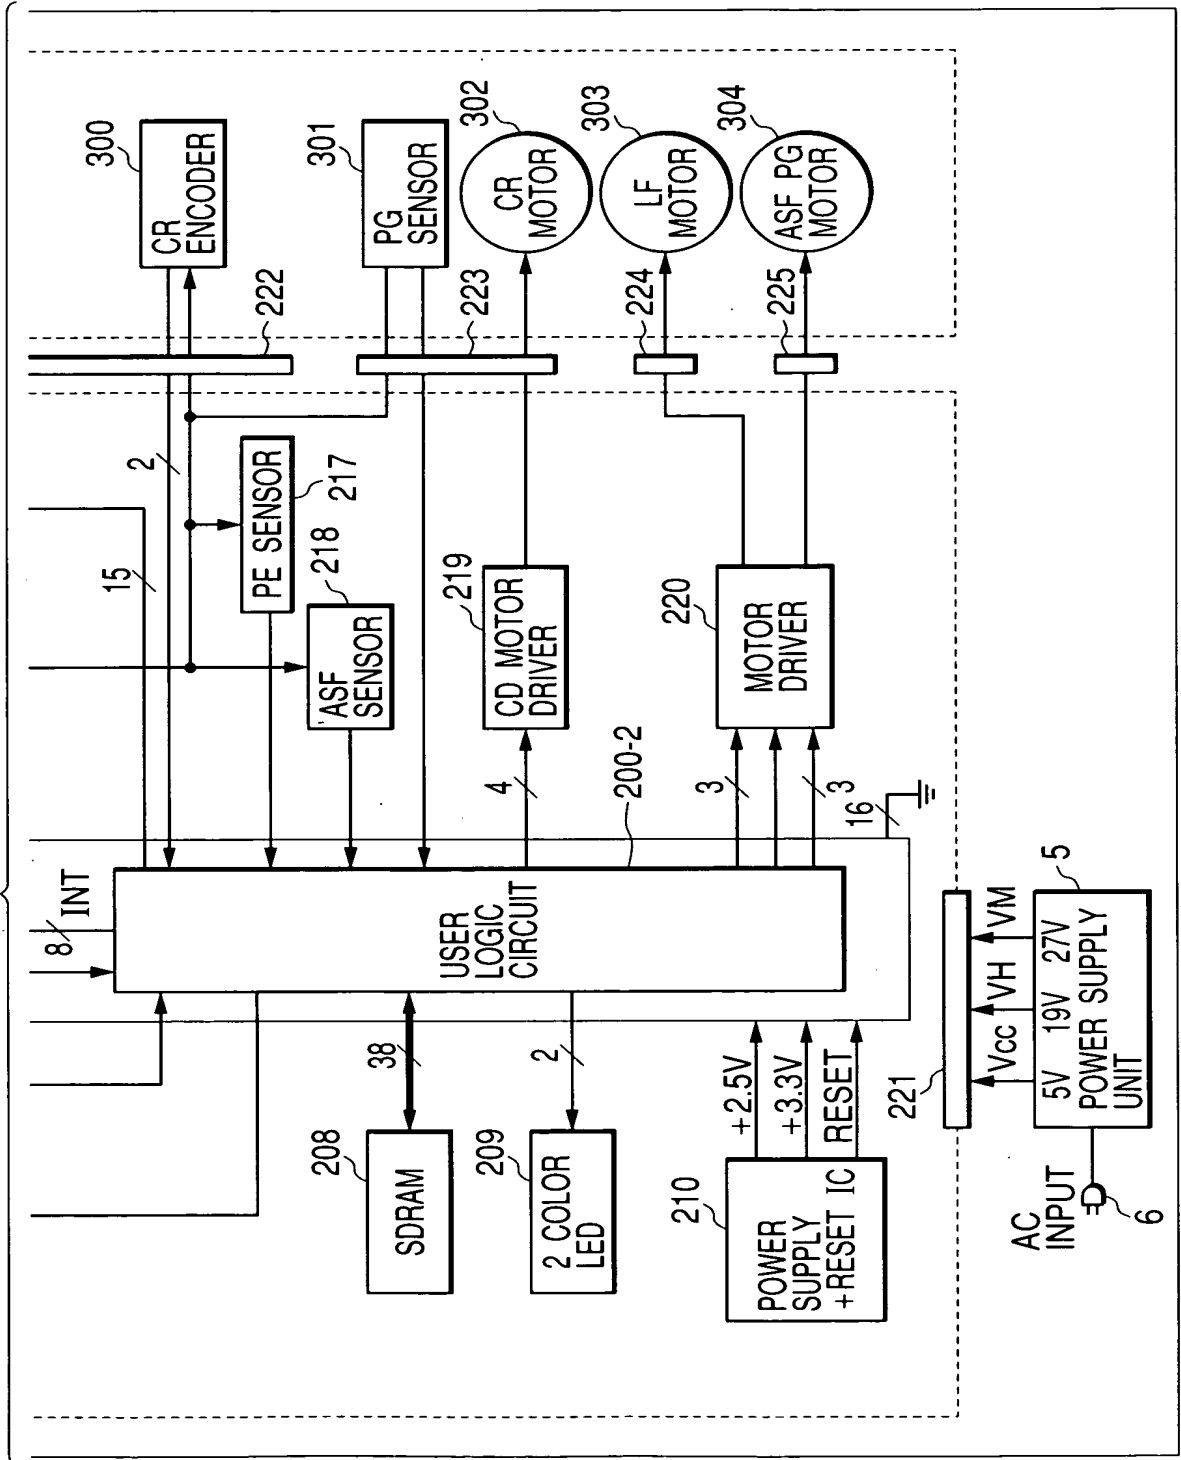 300
CR
ENCODER
301
PG
SENSOR
302
CR
MOTOR
303
LF
MOTOR
304
ASF PG
MOTOR
222
223
224
225
2
15
PE SENSOR
217
218
ASF
SENSOR
219
CD MOTOR
DRIVER
220
MOTOR
DRIVER
4
200-2
3
3
16
8
INT
USER
LOGIC
CIRCUIT
38
2
208
SDRAM
209
2 COLOR
LED
210
POWER
SUPPLY
+RESET IC
+2.5V
+3.3V
RESET
221
Vcc
VH
VM
5
5V 19V 27V
POWER SUPPLY
UNIT
AC
INPUT
6